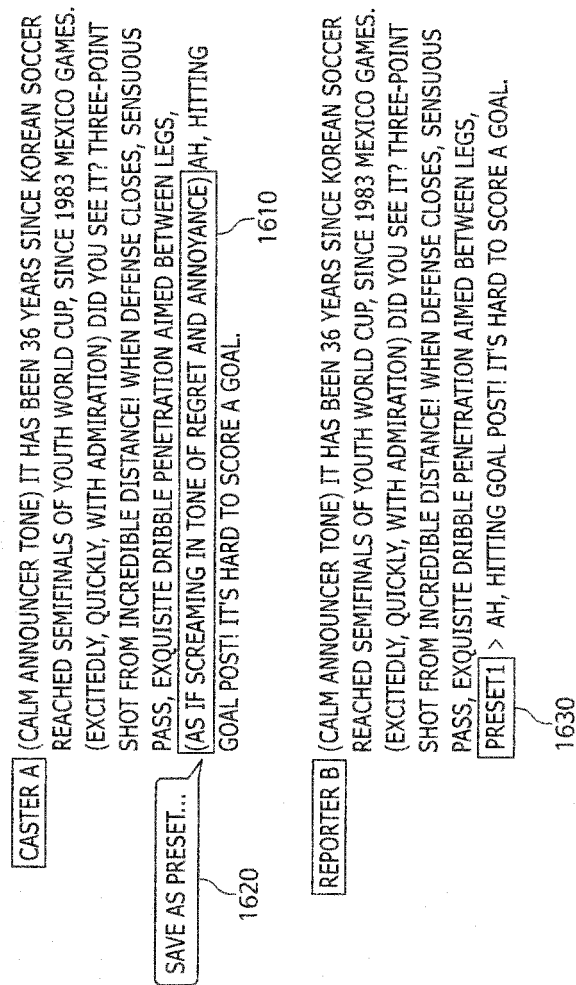 CASTER A (CALM ANNOUNCER TONE) IT HAS BEEN 36 YEARS SINCE KOREAN SOCCER
REACHED SEMIFINALS OF YOUTH WORLD CUP, SINCE 1983 MEXICO GAMES.
(EXCITEDLY, QUICKLY, WITH ADMIRATION) DID YOU SEE IT? THREE-POINT
SHOT FROM INCREDIBLE DISTANCE! WHEN DEFENSE CLOSES, SENSUOUS
PASS, EXQUISITE DRIBBLE PENETRATION AIMED BETWEEN LEGS,
(AS IF SCREAMING IN TONE OF REGRET AND ANNOYANCE) AH, HITTING
GOAL POST! IT'S HARD TO SCORE A GOAL.
SAVE AS PRESET...
1610
1620
REPORTER B (CALM ANNOUNCER TONE) IT HAS BEEN 36 YEARS SINCE KOREAN SOCCER
REACHED SEMIFINALS OF YOUTH WORLD CUP, SINCE 1983 MEXICO GAMES.
(EXCITEDLY, QUICKLY, WITH ADMIRATION) DID YOU SEE IT? THREE-POINT
SHOT FROM INCREDIBLE DISTANCE! WHEN DEFENSE CLOSES, SENSUOUS
PASS, EXQUISITE DRIBBLE PENETRATION AIMED BETWEEN LEGS,
PRESET1 > AH, HITTING GOAL POST! IT'S HARD TO SCORE A GOAL.
1630